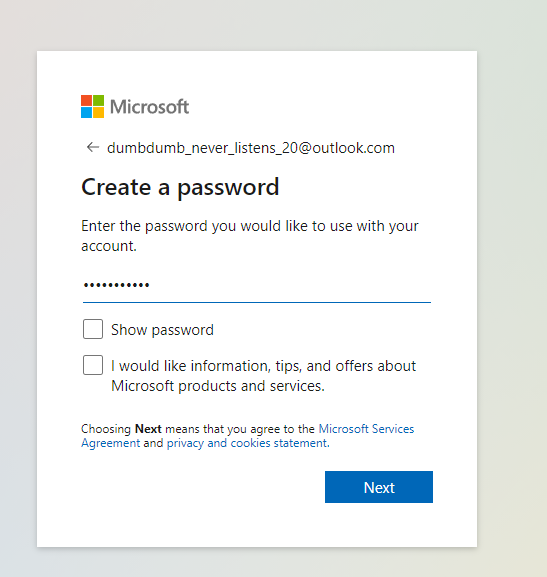 Microsoft
dumbdumb_never_listens_20@outlook.com
Create a password
Enter the password you would like to use with your
account.
•••••••••••
Show password
I would like information, tips, and offers about
Microsoft products and services.
Choosing Next means that you agree to the Microsoft Services
Agreement and privacy and cookies statement.
Next